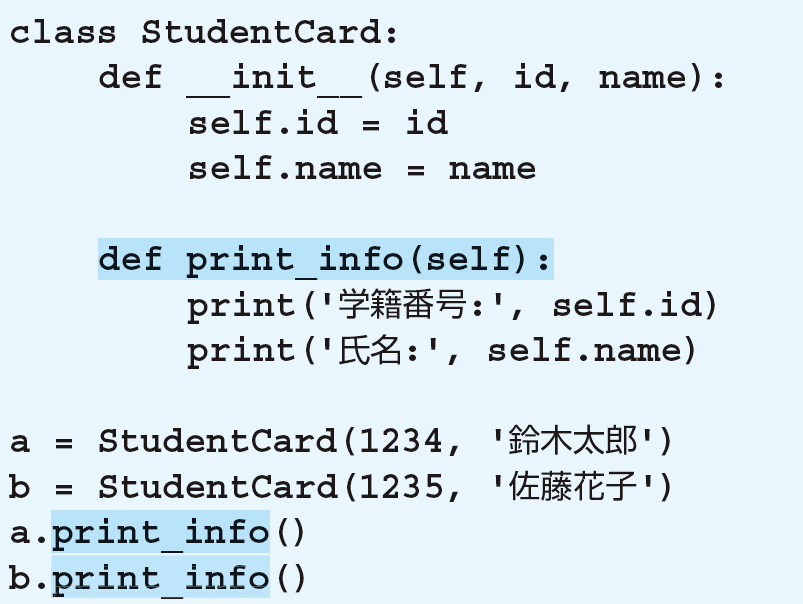 class StudentCard:
    def __init__(self, id, name):
        self.id = id
        self.name = name

    def print_info(self):
        print('学籍番号:', self.id)
        print('氏名:', self.name)

a = StudentCard(1234, '鈴木太郎')
b = StudentCard(1235, '佐藤花子')
a.print_info()
b.print_info()